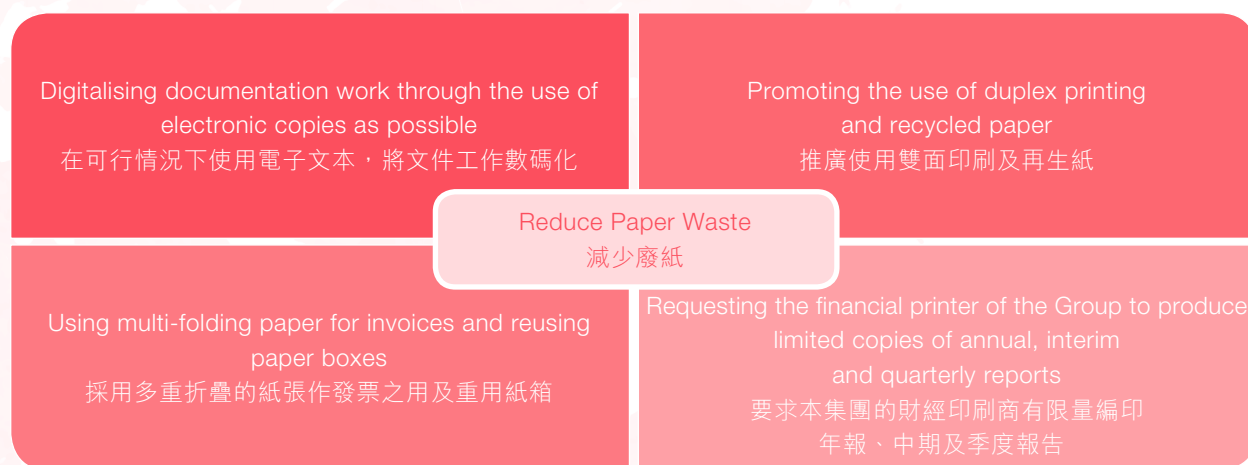 Digitalising documentation work through the use of
electronic copies as possible
在可行情況下使用電子文本，將文件工作數碼化
Promoting the use of duplex printing
and recycled paper
推廣使用雙面印刷及再生紙
Reduce Paper Waste
減少廢紙
Using multi-folding paper for invoices and reusing
paper boxes
採用多重折疊的紙張作發票之用及重用紙箱
Requesting the financial printer of the Group to produce
limited copies of annual, interim
and quarterly reports
要求本集團的財經印刷商有限量編印
年報、中期及季度報告